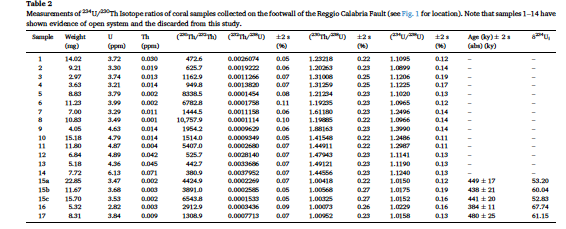 Table 2
Measurements of ²³⁴U/²³⁰Th Isotope ratios of coral samples collected on the footwall of the Reggio Calabria Fault (see Fig. 1 for location). Note that samples 1–14 have
shown evidence of open system and the discarded from this study.
Sample Weight (mg) U (ppm) Th (ppm) (²³⁰Th/²³²Th) (²³²Th/²³⁸U) ±2 s (%) (²³⁰Th/²³⁸U) ±2 s (%) (²³⁴U/²³⁸U) ±2 s (%) Age (ky) ± 2 s (abs) (ky) δ²³⁴Uᵢ
1 14.02 3.72 0.030 472.6 0.0026074 0.05 1.23218 0.22 1.1095 0.12 – –
2 9.21 3.30 0.019 625.7 0.0019222 0.06 1.20263 0.23 1.0899 0.14 – –
3 2.97 3.74 0.013 1162.9 0.0011266 0.07 1.31008 0.25 1.1206 0.19 – –
4 3.63 3.21 0.014 949.8 0.0013820 0.07 1.31259 0.25 1.1225 0.17 – –
5 8.83 3.79 0.002 8338.5 0.0001454 0.08 1.21234 0.23 1.1020 0.13 – –
6 11.23 3.99 0.002 6782.8 0.0001758 0.11 1.19235 0.23 1.0965 0.12 – –
7 7.00 3.29 0.011 1444.5 0.0011158 0.06 1.61180 0.23 1.2496 0.14 – –
8 10.83 3.49 0.001 10,757.9 0.0001114 0.10 1.19885 0.22 1.0966 0.14 – –
9 4.05 4.63 0.014 1954.2 0.0009629 0.06 1.88163 0.23 1.3990 0.14 – –
10 15.18 4.79 0.014 1514.0 0.0009349 0.05 1.41548 0.22 1.2486 0.11 – –
11 11.80 4.87 0.004 5407.0 0.0002680 0.07 1.44911 0.22 1.2987 0.11 – –
12 6.84 4.89 0.042 525.7 0.0028140 0.07 1.47943 0.23 1.1141 0.13 – –
13 5.18 4.36 0.045 442.7 0.0033686 0.07 1.49121 0.23 1.1190 0.13 – –
14 7.72 6.13 0.071 380.9 0.0037952 0.07 1.44556 0.23 1.1240 0.13 – –
15a 22.85 3.47 0.002 4424.9 0.0002269 0.07 1.00418 0.22 1.0150 0.12 449 ± 17 53.20
15b 11.67 3.68 0.003 3891.0 0.0002585 0.05 1.00568 0.27 1.0175 0.19 438 ± 21 60.04
15c 15.70 3.53 0.002 6543.8 0.0001533 0.05 1.00325 0.27 1.0152 0.16 441 ± 20 52.83
16 5.32 2.82 0.003 2912.9 0.0003436 0.09 1.00073 0.26 1.0229 0.16 384 ± 11 67.74
17 8.31 3.84 0.009 1308.9 0.0007713 0.07 1.00952 0.23 1.0158 0.13 480 ± 25 61.15